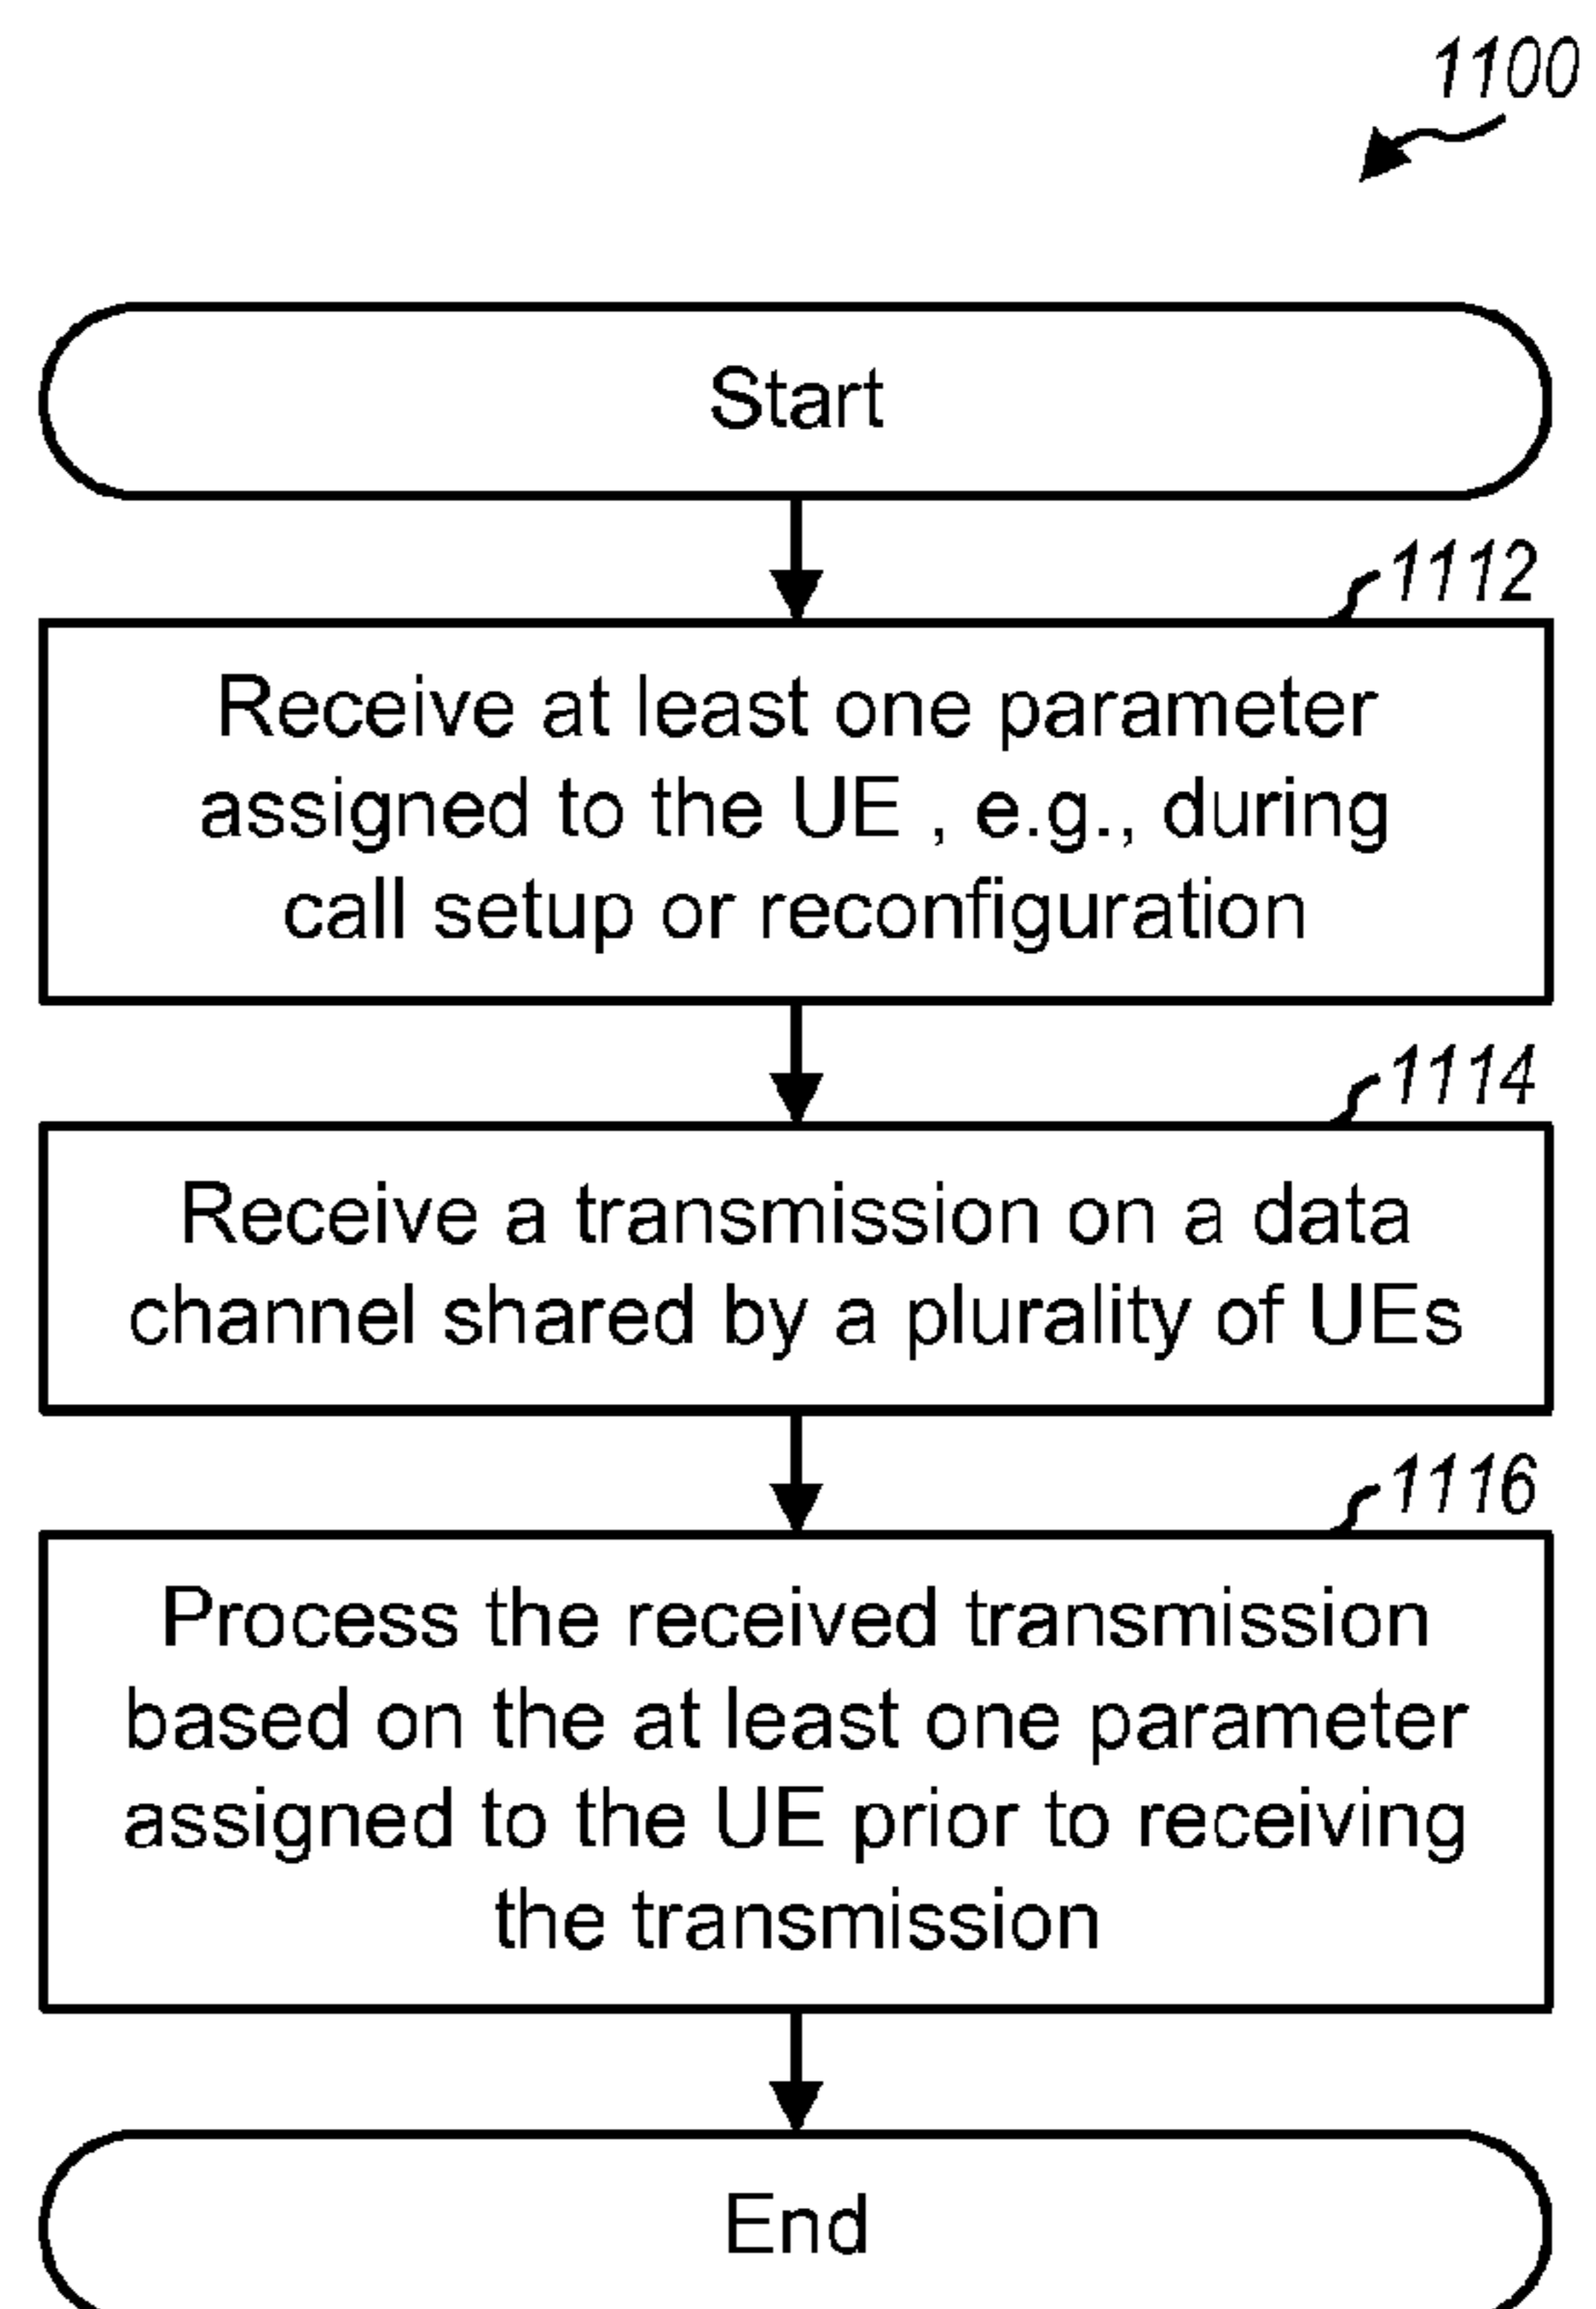 1100
Start
1112
Receive at least one parameter
assigned to the UE , e.g., during
call setup or reconfiguration
1114
Receive a transmission on a data
channel shared by a plurality of UEs
1116
Process the received transmission
based on the at least one parameter
assigned to the UE prior to receiving
the transmission
End